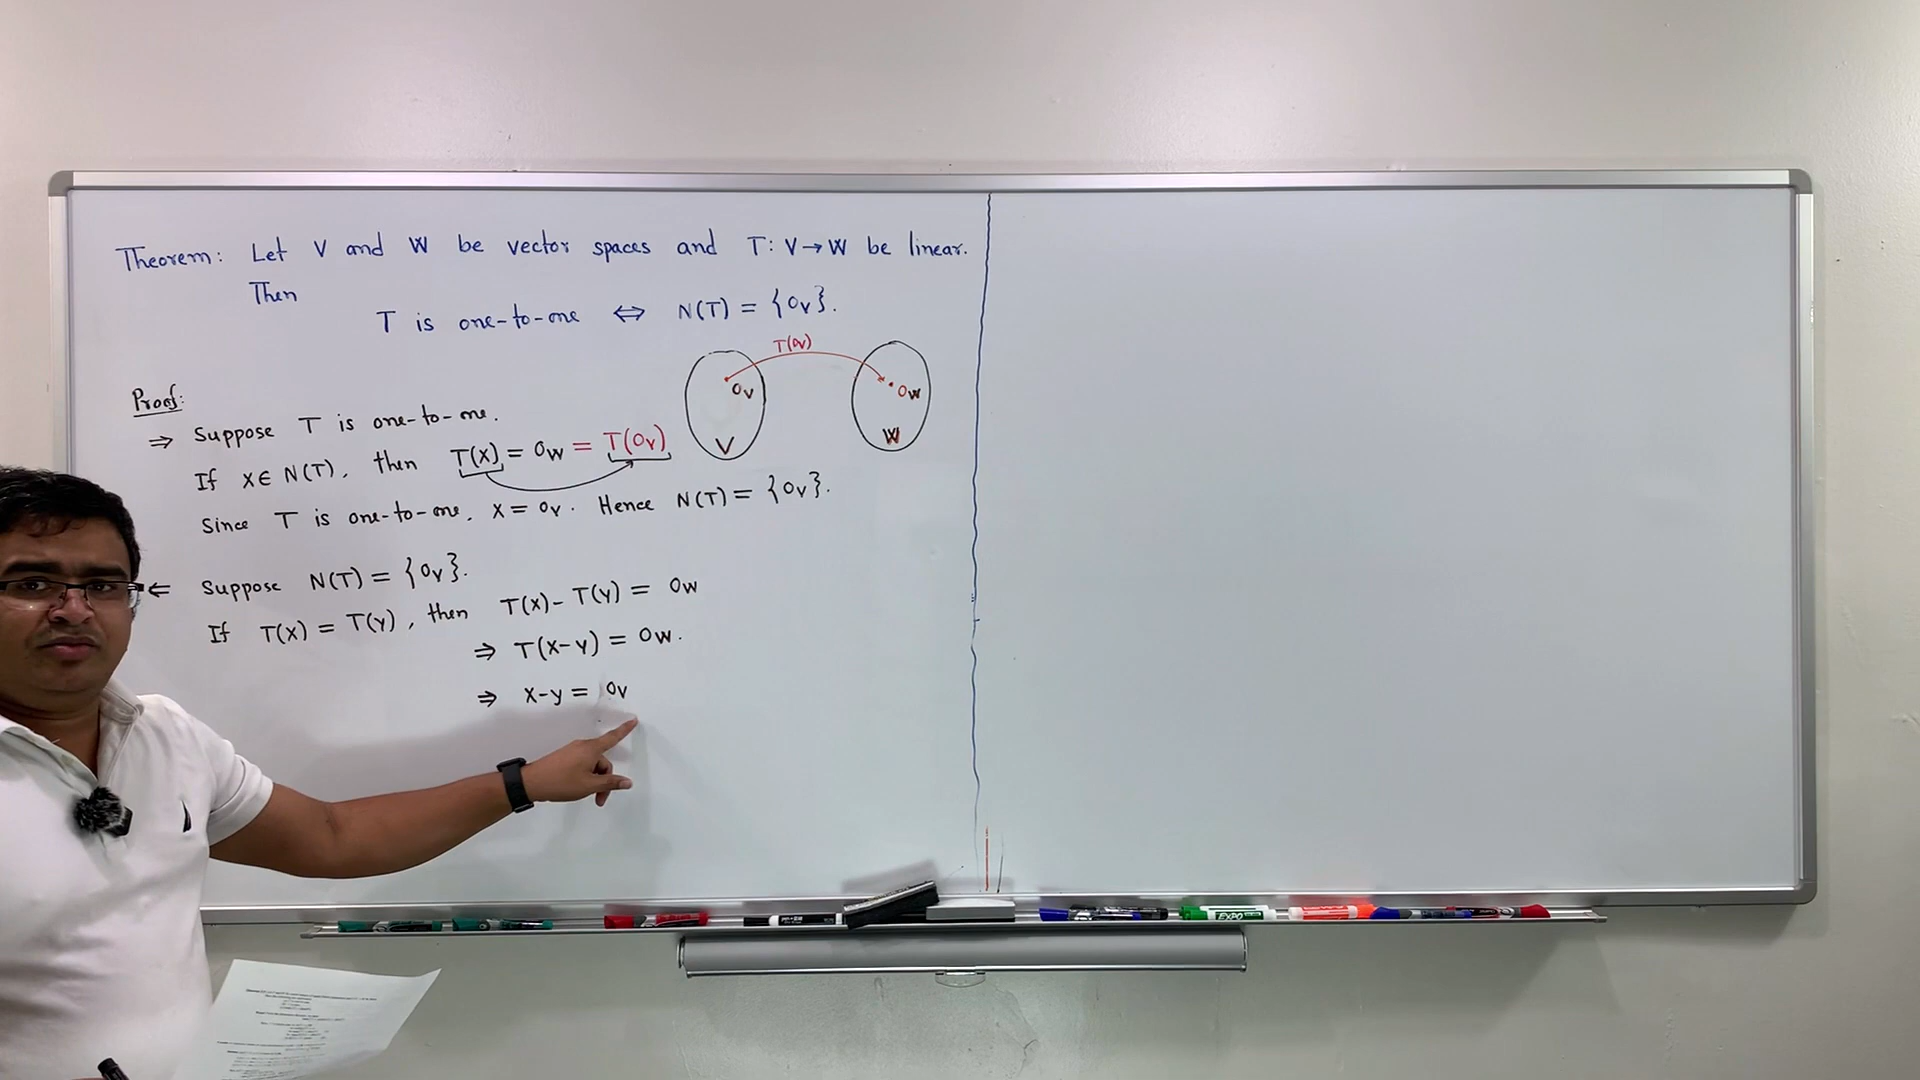 Theorem: Let V and W be vector spaces and T: V→W be linear.
Then
T is one-to-one ⇔ N(T) = {0v}.
T(0v)
0v
0w
V
W
Proof:
⇒ Suppose T is one-to-one.
If x∈ N(T), then T(x) = 0w = T(0v)
Since T is one-to-one, x = 0v. Hence N(T) = {0v}.
⇐ Suppose N(T) = {0v}.
If T(x) = T(y), then T(x) - T(y) = 0w
⇒ T(x-y) = 0w.
⇒ x-y = 0v
EXPO